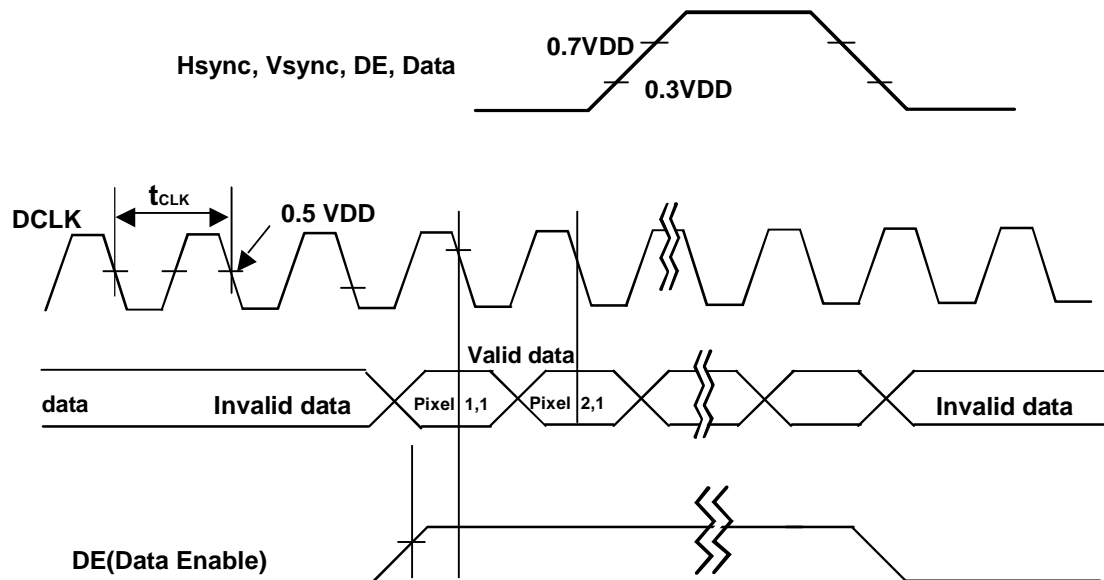 0.7VDD
Hsync, Vsync, DE, Data
0.3VDD
tCLK
DCLK
0.5 VDD
Valid data
data
Invalid data
Pixel 1,1
Pixel 2,1
Invalid data
DE(Data Enable)